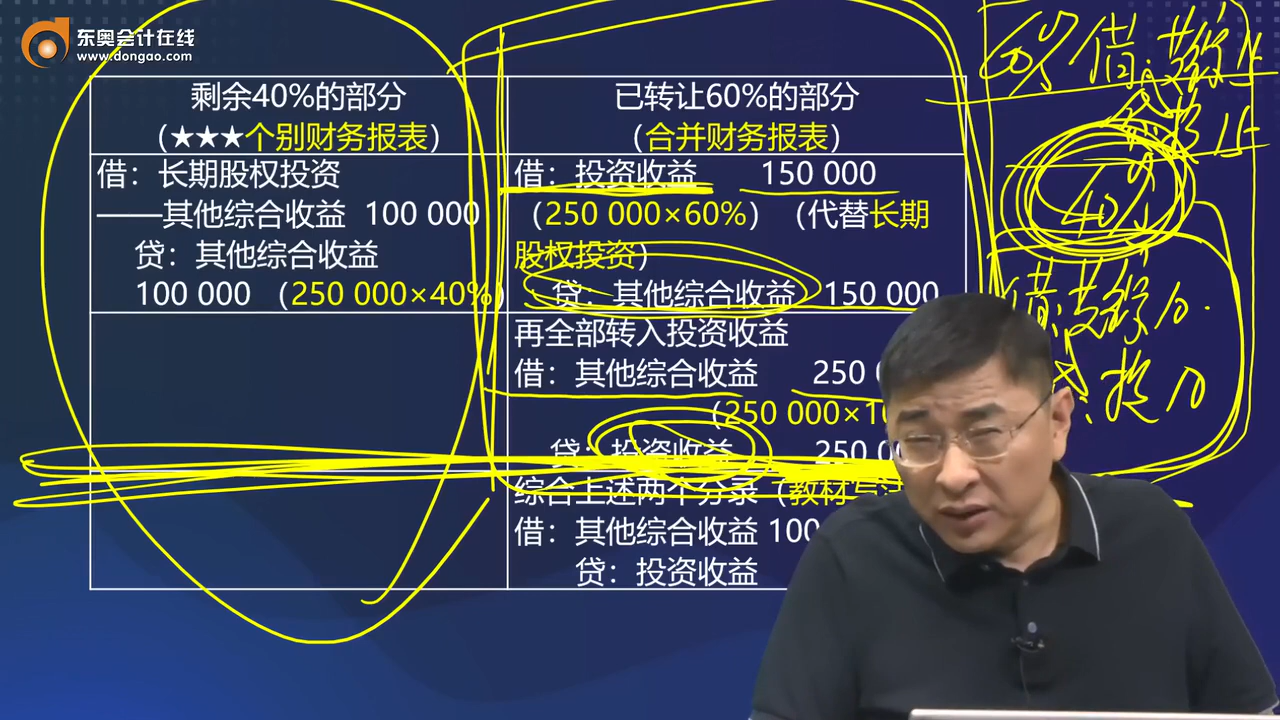 东奥会计在线
www.dongao.com
剩余40%的部分
（★★★个别财务报表）
借：长期股权投资
——其他综合收益 100 000
贷：其他综合收益
100 000 （250 000×40%）
已转让60%的部分
（合并财务报表）
借：投资收益 150 000
（250 000×60%）（代替长期
股权投资）
贷：其他综合收益 150 000
再全部转入投资收益
借：其他综合收益 250
（250 000×
贷：投资收益 250
综合上述两个分录（教材写
借：其他综合收益 100
贷：投资收益
40%